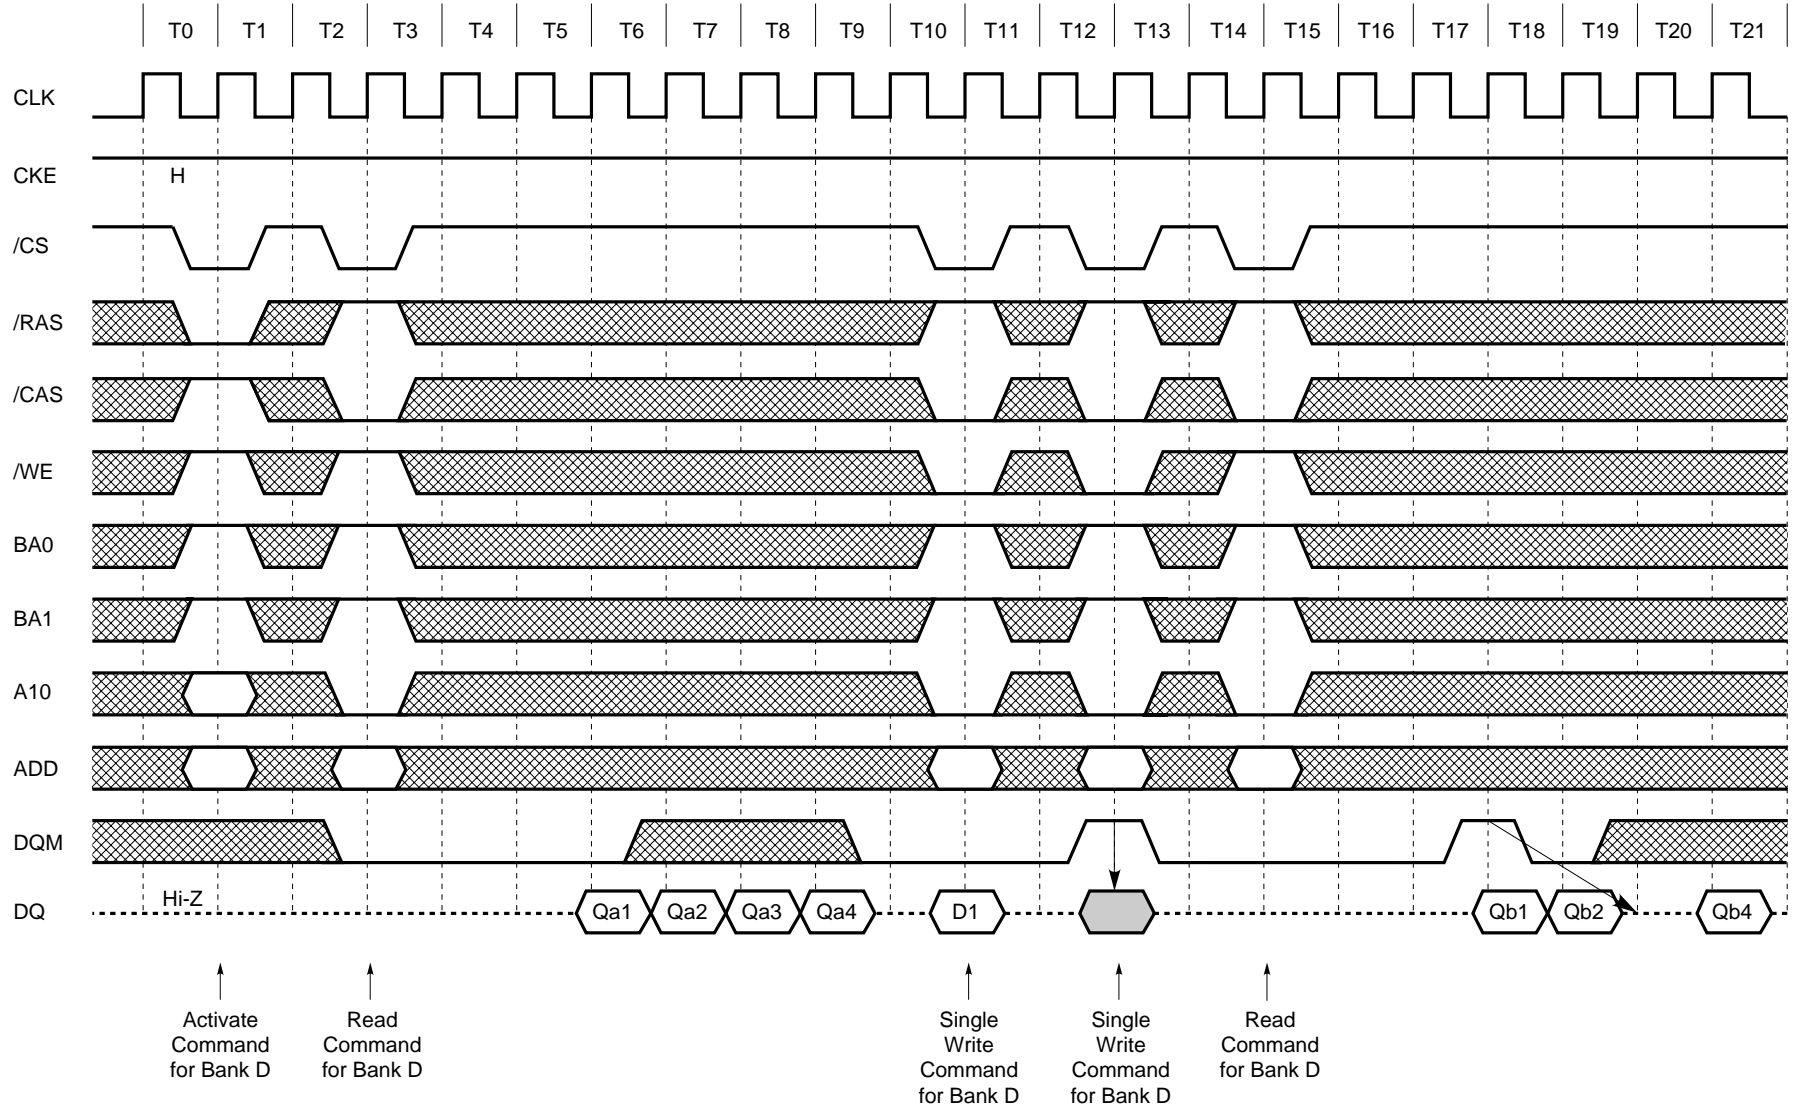 T0 T1 T2 T3 T4 T5 T6 T7 T8 T9 T10 T11 T12 T13 T14 T15 T16 T17 T18 T19 T20 T21
CLK
CKE H
/CS
/RAS
/CAS
/WE
BA0
BA1
A10
ADD
DQM
DQ Hi-Z Qa1 Qa2 Qa3 Qa4 D1 Qb1 Qb2 Qb4
Activate
Command
for Bank D
Read
Command
for Bank D
Single
Write
Command
for Bank D
Single
Write
Command
for Bank D
Read
Command
for Bank D